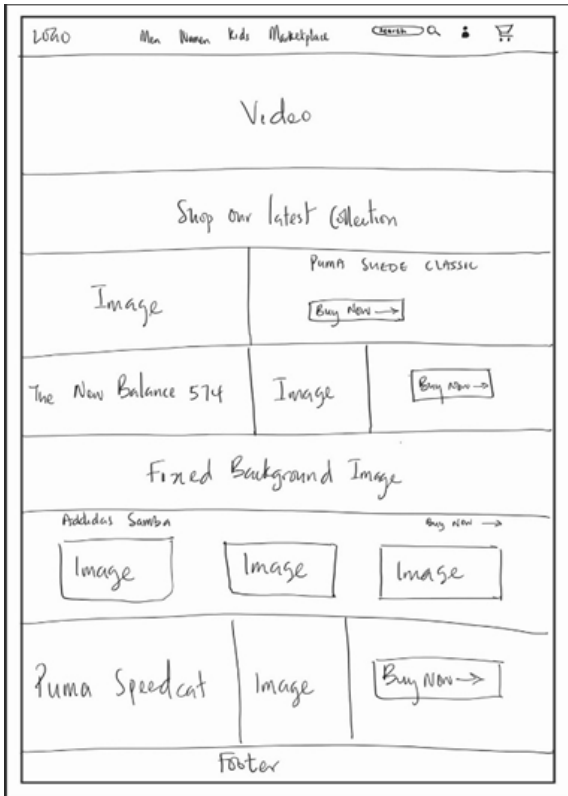 LOGO Men Women Kids Marketplace Search
Video
Shop our latest Collection
Image
PUMA SUEDE CLASSIC
Buy Now →
The New Balance 574 Image Buy Now →
Fixed Background Image
Addidas Samba Buy Now →
Image Image Image
Puma Speedcat Image Buy Now →
Footer